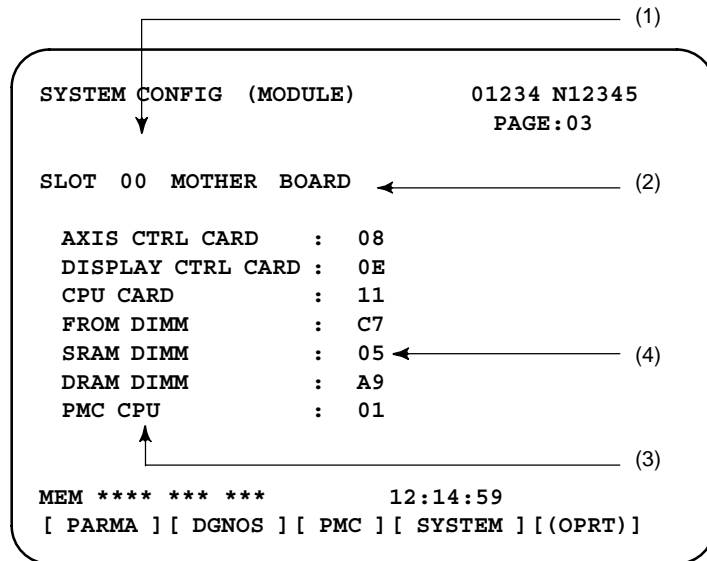 (1)
SYSTEM CONFIG (MODULE) 01234 N12345
PAGE:03
SLOT 00 MOTHER BOARD (2)
AXIS CTRL CARD : 08
DISPLAY CTRL CARD : 0E
CPU CARD : 11
FROM DIMM : C7
SRAM DIMM : 05 (4)
DRAM DIMM : A9
PMC CPU : 01
(3)
MEM **** *** *** 12:14:59
[ PARMA ][ DGNOS ][ PMC ][ SYSTEM ][(OPRT)]